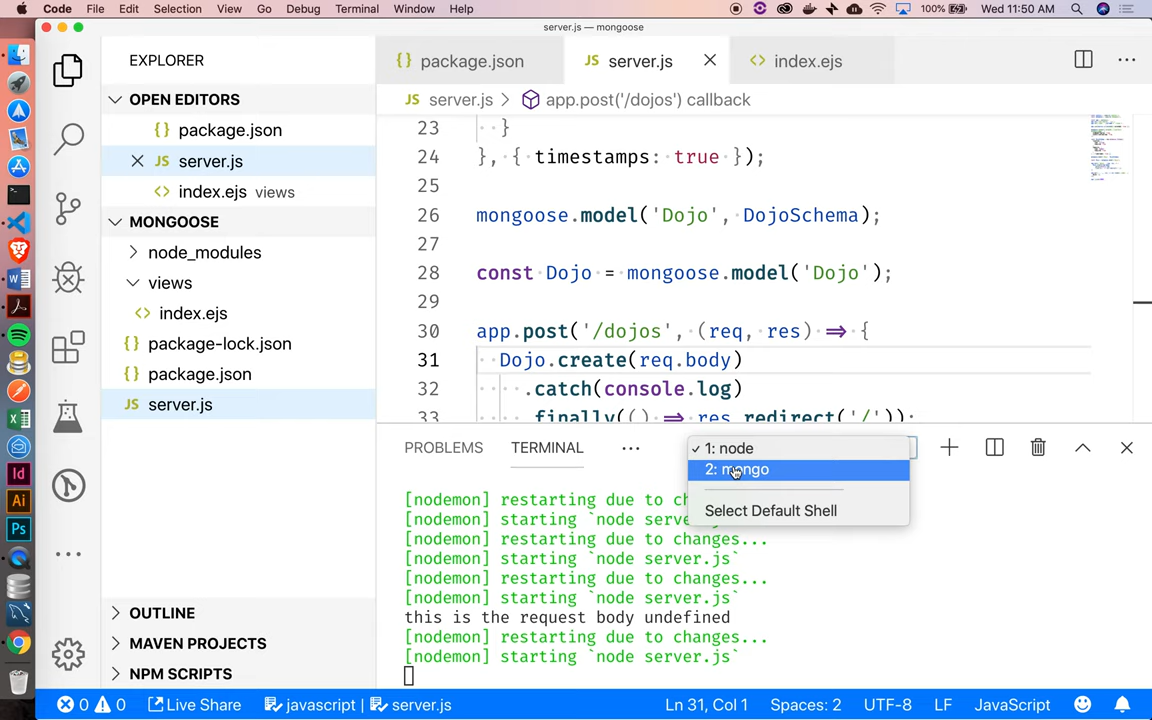 Code File Edit Selection View Go Debug Terminal Window Help 100% Wed 11:50 AM
server.js — mongoose
EXPLORER
{} package.json
JS server.js
<> index.ejs
OPEN EDITORS
{} package.json
JS server.js
<> index.ejs views
MONGOOSE
node_modules
views
<> index.ejs
{} package-lock.json
{} package.json
JS server.js
OUTLINE
MAVEN PROJECTS
NPM SCRIPTS
JS server.js > app.post('/dojos') callback
23 }
24 }, { timestamps: true });
25
26 mongoose.model('Dojo', DojoSchema);
27
28 const Dojo = mongoose.model('Dojo');
29
30 app.post('/dojos', (req, res) => {
31 Dojo.create(req.body)
32 .catch(console.log)
33 .finally(() => res.redirect('/'));
PROBLEMS TERMINAL
✓ 1: node
2: mongo
Select Default Shell
[nodemon] restarting due to
[nodemon] starting `node serve
[nodemon] restarting due to changes...
[nodemon] starting `node server.js`
[nodemon] restarting due to changes...
[nodemon] starting `node server.js`
this is the request body undefined
[nodemon] restarting due to changes...
[nodemon] starting `node server.js`
0 0 Live Share javascript | server.js Ln 31, Col 1 Spaces: 2 UTF-8 LF JavaScript
W
X
Id
Ai
Ps